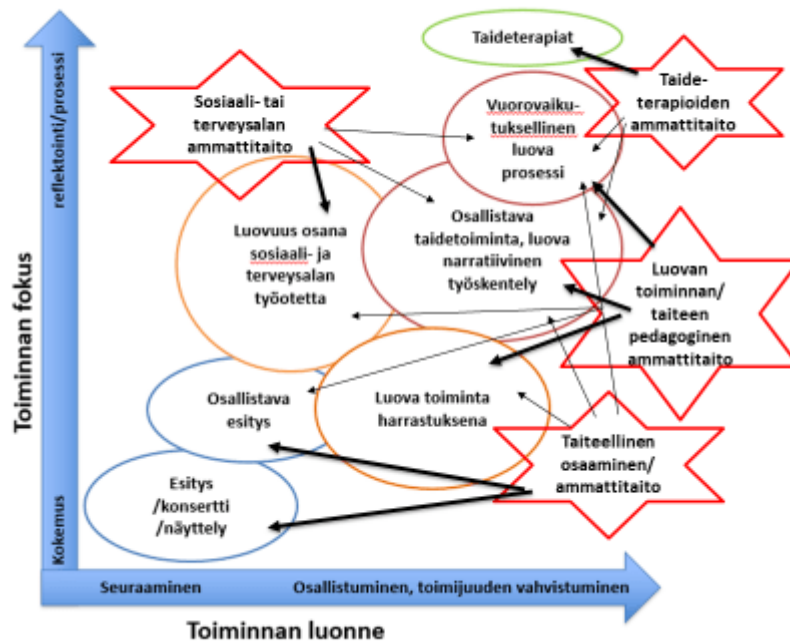 Toiminnan fokus
reflektointi/prosessi
Kokemus
Taideterapiat
Taide-
terapioiden
ammattitaito
Sosiaali- tai
terveysalan
ammattitaito
Vuorovaiku-
tuksellinen
luova
prosessi
Luovuus osana
sosiaali- ja
terveysalan
työotetta
Osallistava
taidetoiminta, luova
narratiivinen
työskentely
Luovan
toiminnan/
taiteen
pedagoginen
ammattitaito
Osallistava
esitys
Luova toiminta
harrastuksena
Taiteellinen
osaaminen/
ammattitaito
Esitys
/konsertti
/näyttely
Seuraaminen
Osallistuminen, toimijuuden vahvistuminen
Toiminnan luonne